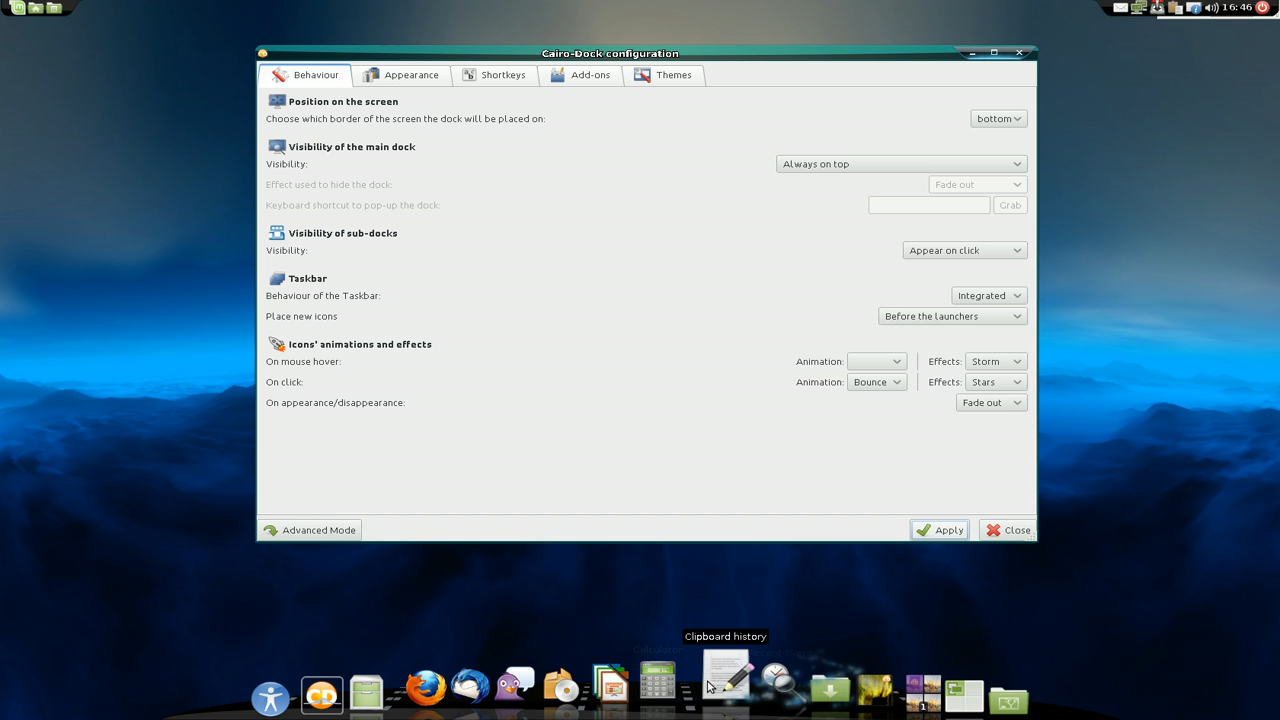 16:46
Cairo-Dock configuration
Behaviour Appearance Shortkeys Add-ons Themes
Position on the screen
Choose which border of the screen the dock will be placed on: bottom
Visibility of the main dock
Visibility: Always on top
Effect used to hide the dock: Fade out
Keyboard shortcut to pop-up the dock: Grab
Visibility of sub-docks
Visibility: Appear on click
Taskbar
Behaviour of the Taskbar: Integrated
Place new icons Before the launchers
Icons' animations and effects
On mouse hover: Animation: Effects: Storm
On click: Animation: Bounce Effects: Stars
On appearance/disappearance: Fade out
Advanced Mode Apply Close
Clipboard history
Calculator
CD
1